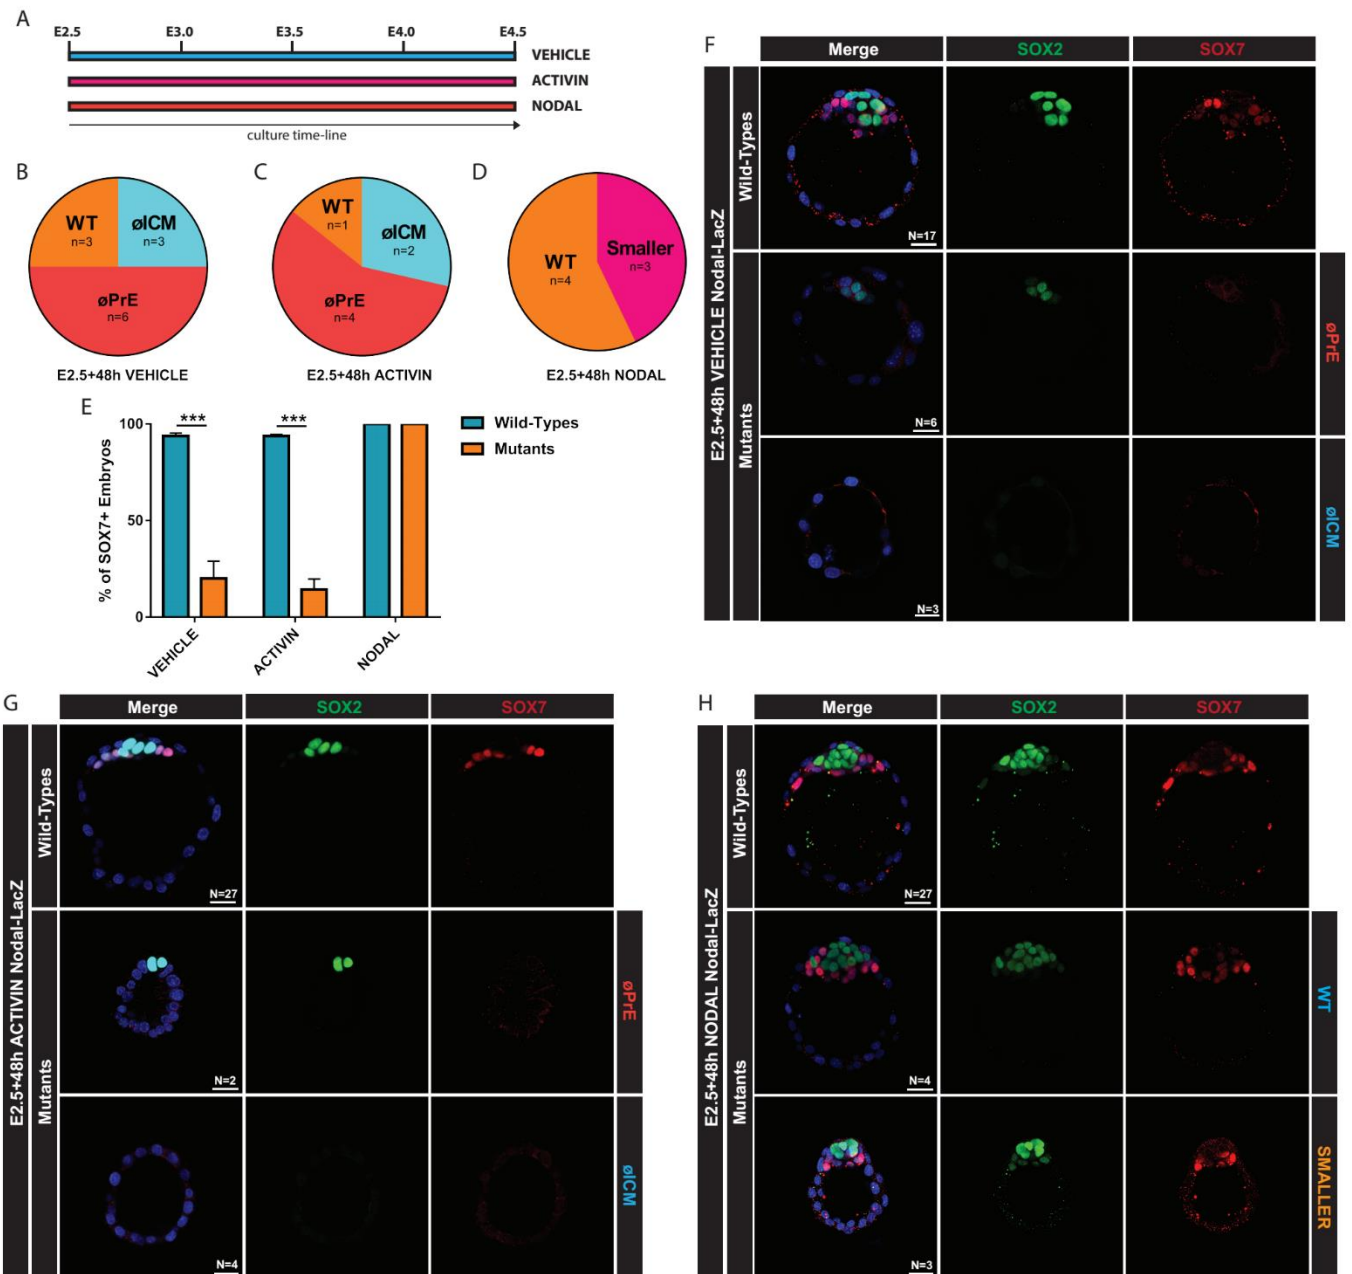 A
E2.5 E3.0 E3.5 E4.0 E4.5
VEHICLE
ACTIVIN
NODAL
culture time-line
B
WT
n=3
øICM
n=3
øPrE
n=6
E2.5+48h VEHICLE
C
WT
n=1
øICM
n=2
øPrE
n=4
E2.5+48h ACTIVIN
D
WT
n=4
Smaller
n=3
E2.5+48h NODAL
E
% of SOX7+ Embryos
100
50
0
***
***
VEHICLE
ACTIVIN
NODAL
Wild-Types
Mutants
F
Merge SOX2 SOX7
E2.5+48h VEHICLE Nodal-LacZ
Wild-Types
N=17
Mutants
N=6
øPrE
N=3
øICM
G
Merge SOX2 SOX7
E2.5+48h ACTIVIN Nodal-LacZ
Wild-Types
N=27
Mutants
N=2
øPrE
N=4
øICM
H
Merge SOX2 SOX7
E2.5+48h NODAL Nodal-LacZ
Wild-Types
N=27
Mutants
N=4
WT
N=3
SMALLER